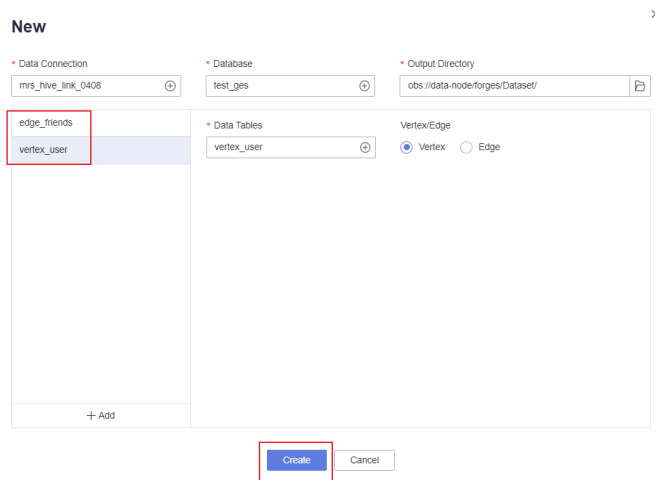 New
* Data Connection
* Database
* Output Directory
mrs_hive_link_0408
test_ges
obs://data-node/forges/Dataset/
edge_friends
vertex_user
* Data Tables
Vertex/Edge
vertex_user
Vertex
Edge
+ Add
Create
Cancel